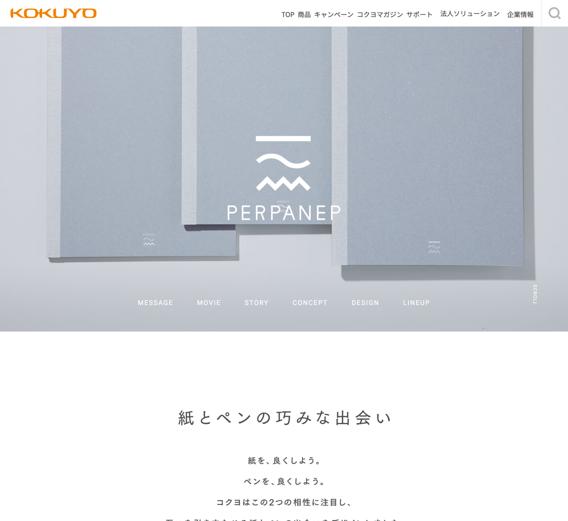 KOKUYO
TOP 商品 キャンペーン コクヨマガジン サポート 法人ソリューション 企業情報
PERPANEP
MESSAGE MOVIE STORY CONCEPT DESIGN LINEUP
SCROLL
紙とペンの巧みな出会い
紙を、良くしよう。
ペンを、良くしよう。
コクヨはこの2つの相性に注目し、